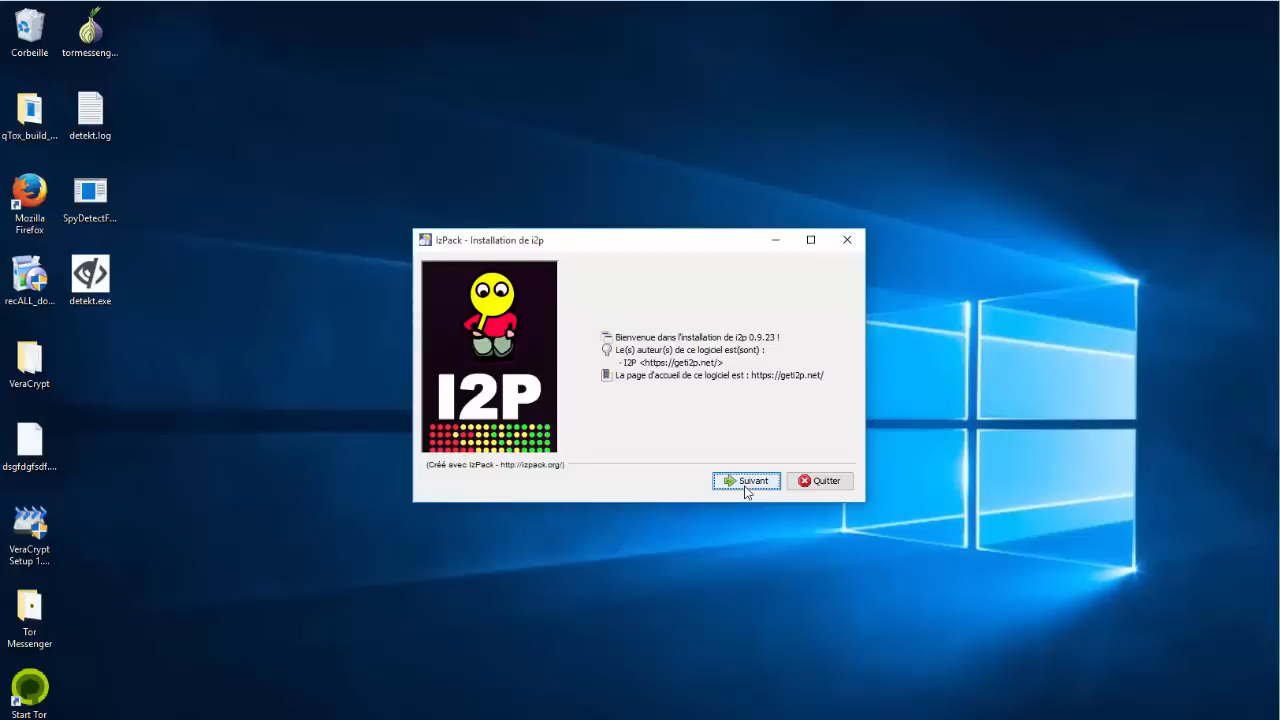 Corbeille
tormesseng...
qTox_build_...
detekt.log
Mozilla
Firefox
SpyDetectF...
recALL_do...
detekt.exe
VeraCrypt
dsgfdgfsdf...
VeraCrypt
Setup 1....
Tor
Messenger
Start Tor
IzPack - Installation de i2p
I2P
Bienvenue dans l'installation de i2p 0.9.23 !
Le(s) auteur(s) de ce logiciel est(sont) :
- I2P <https://geti2p.net/>
La page d'accueil de ce logiciel est : https://geti2p.net/
(Créé avec IzPack - http://izpack.org/)
Suivant
Quitter